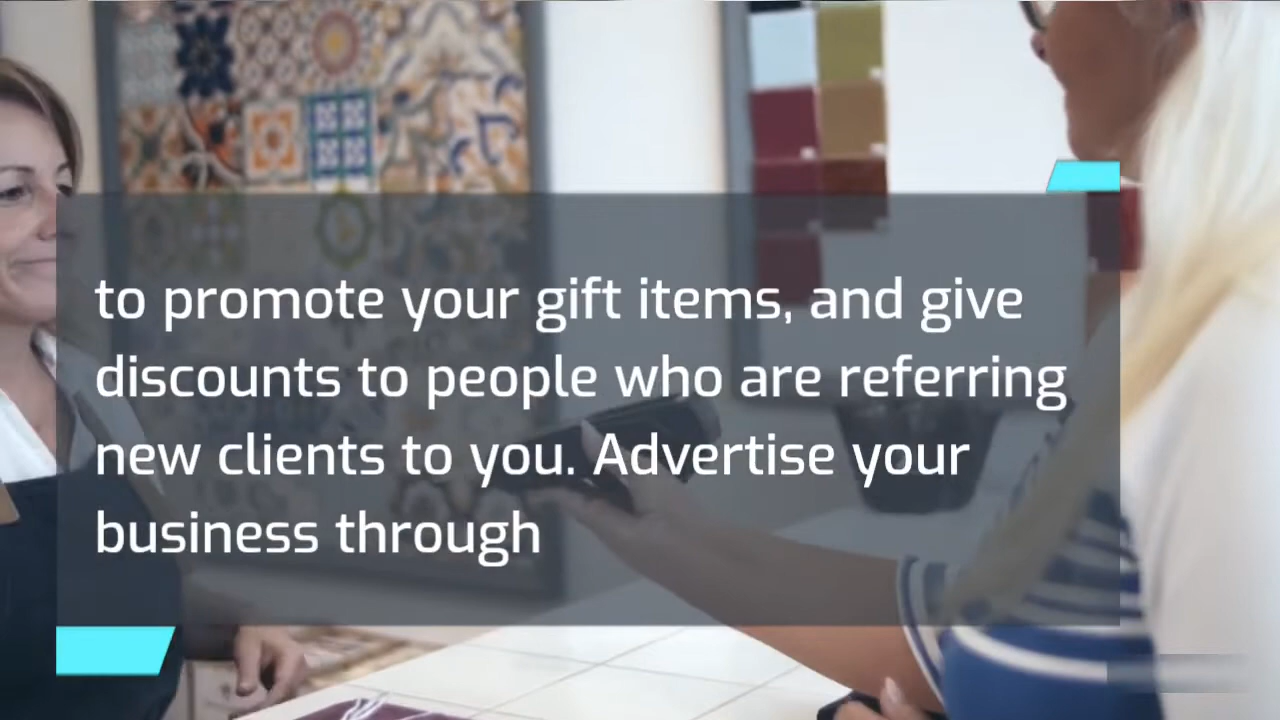 to promote your gift items, and give
discounts to people who are referring
new clients to you. Advertise your
business through